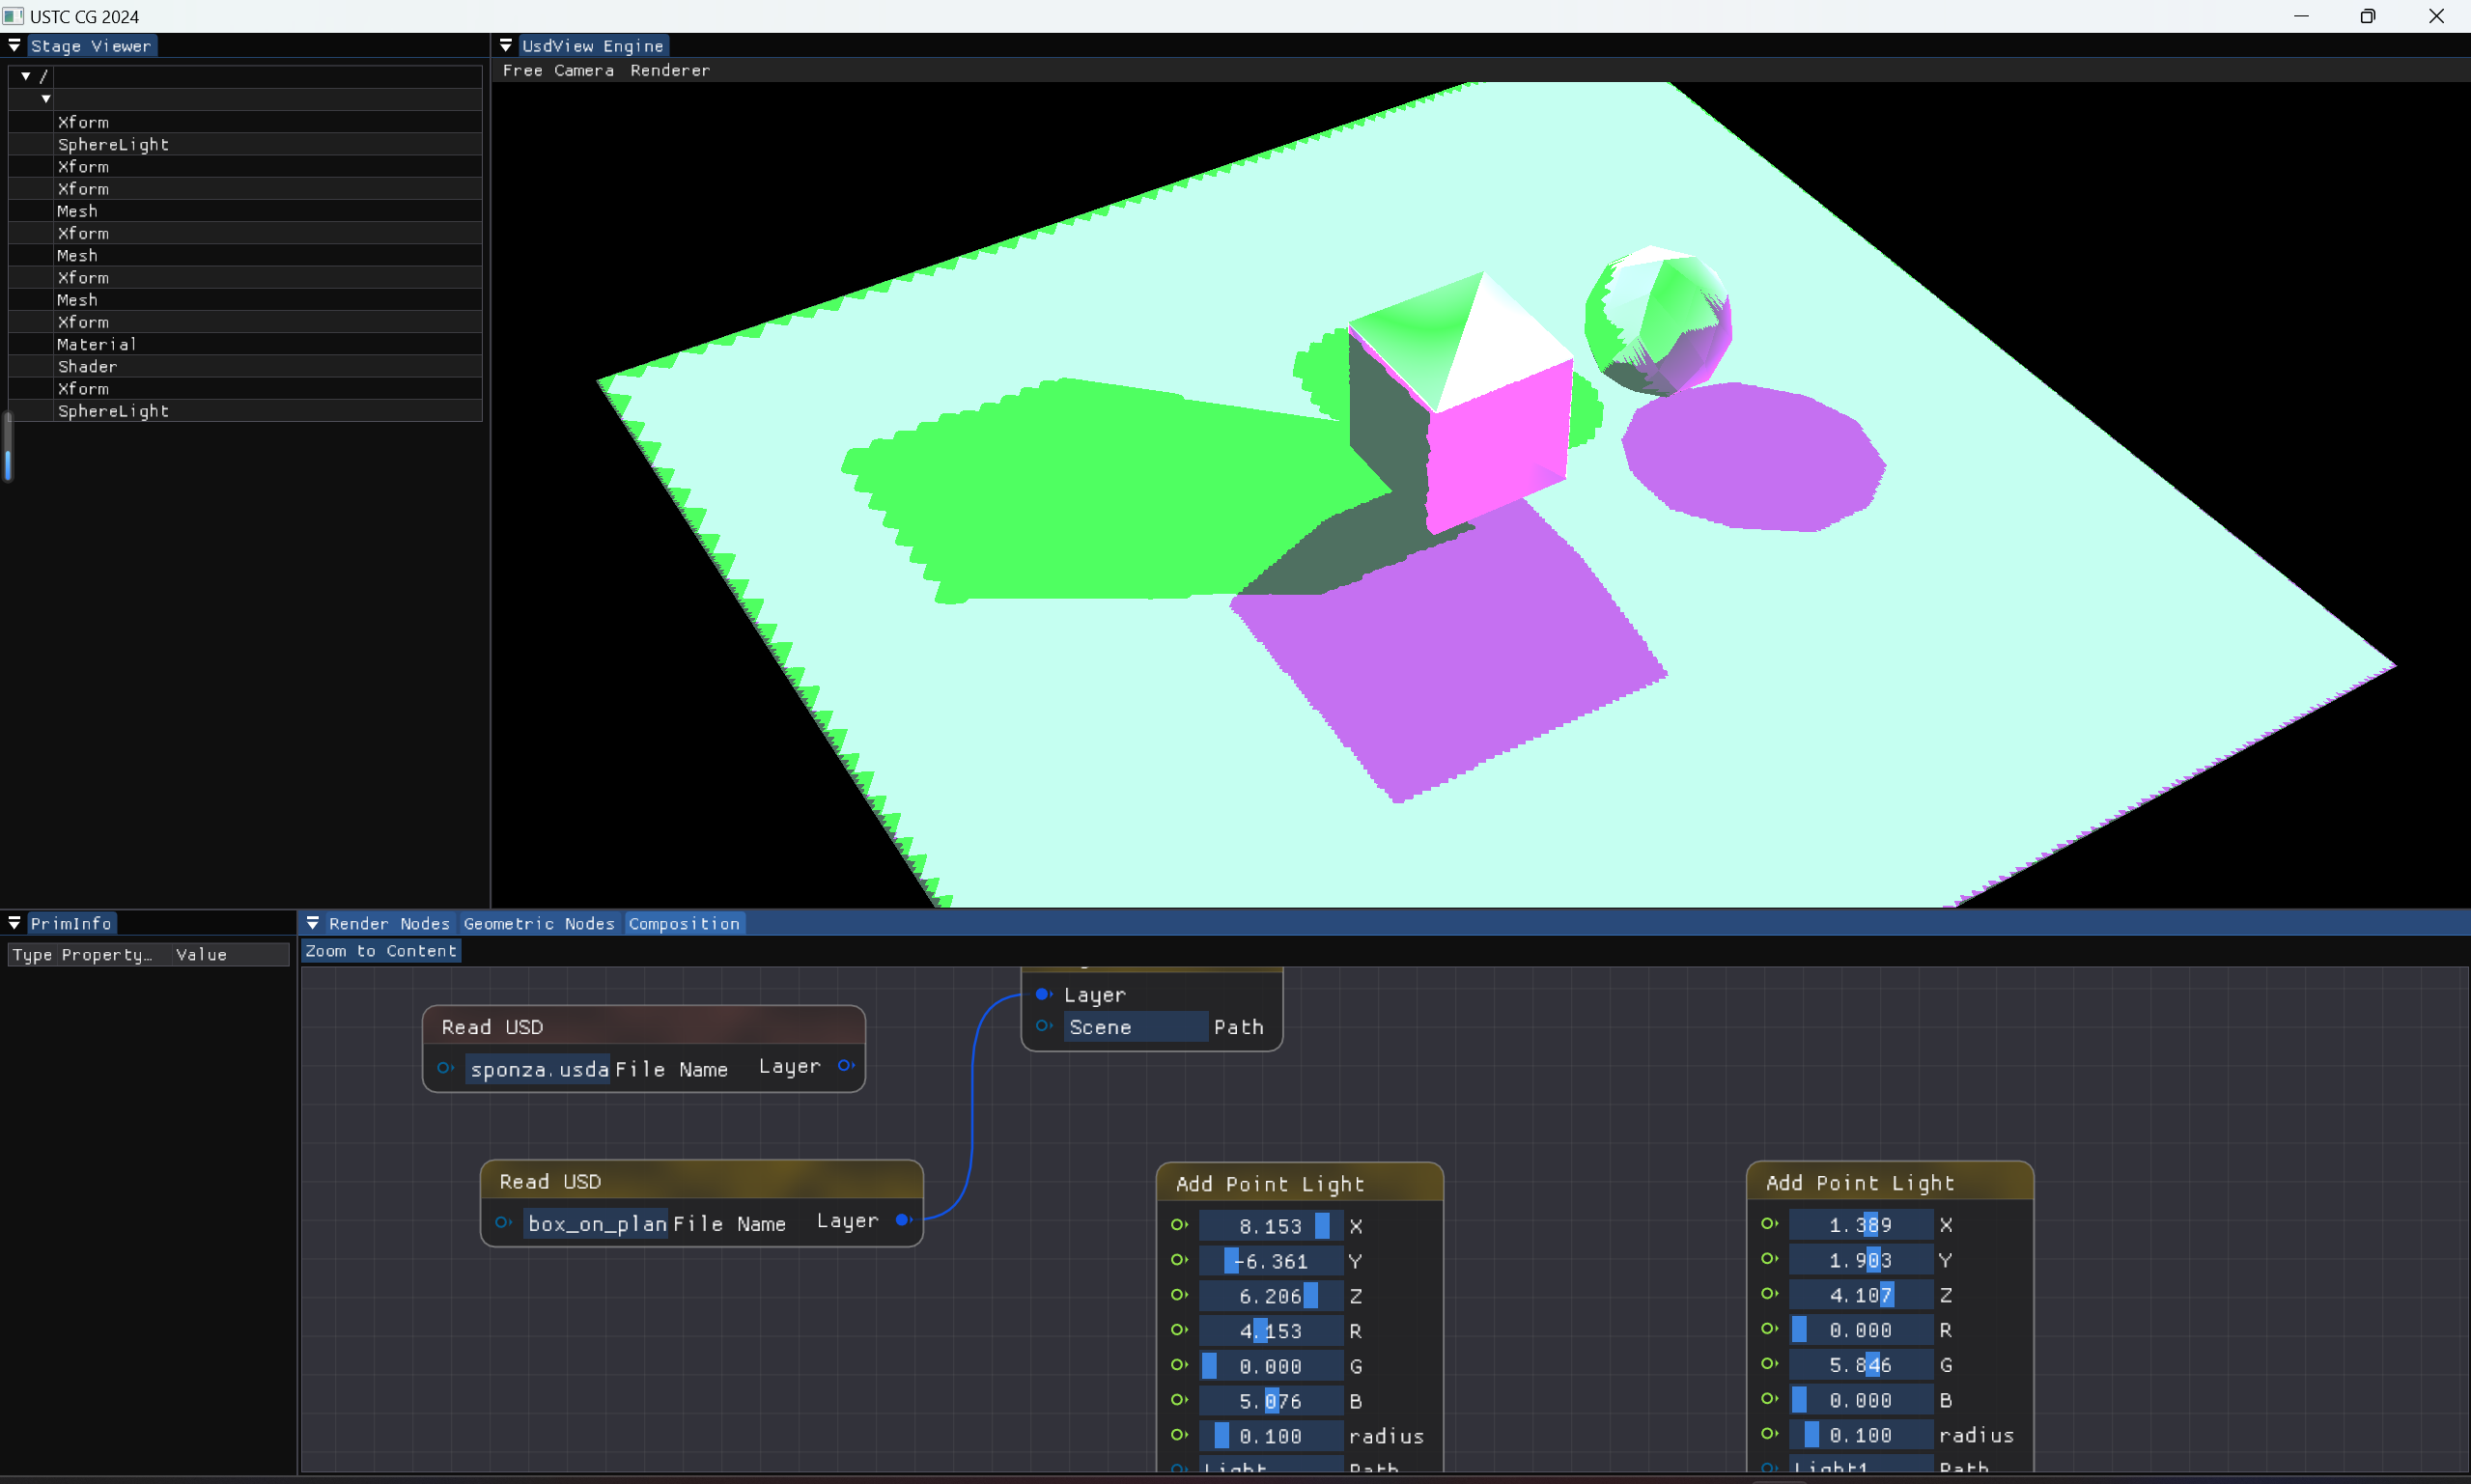 USTC CG 2024
Stage Viewer
/
Xform
SphereLight
Xform
Xform
Mesh
Xform
Mesh
Xform
Mesh
Xform
Material
Shader
Xform
SphereLight
UsdView Engine
Free Camera Renderer
PrimInfo
Type Property… Value
Render Nodes Geometric Nodes Composition
Zoom to Content
Read USD
sponza.usda File Name Layer
Layer
Scene Path
Read USD
box_on_plan File Name Layer
Add Point Light
8.153 X
-6.361 Y
6.206 Z
4.153 R
0.000 G
5.076 B
0.100 radius
Light Path
Add Point Light
1.389 X
1.903 Y
4.107 Z
0.000 R
5.846 G
0.000 B
0.100 radius
Light1 Path